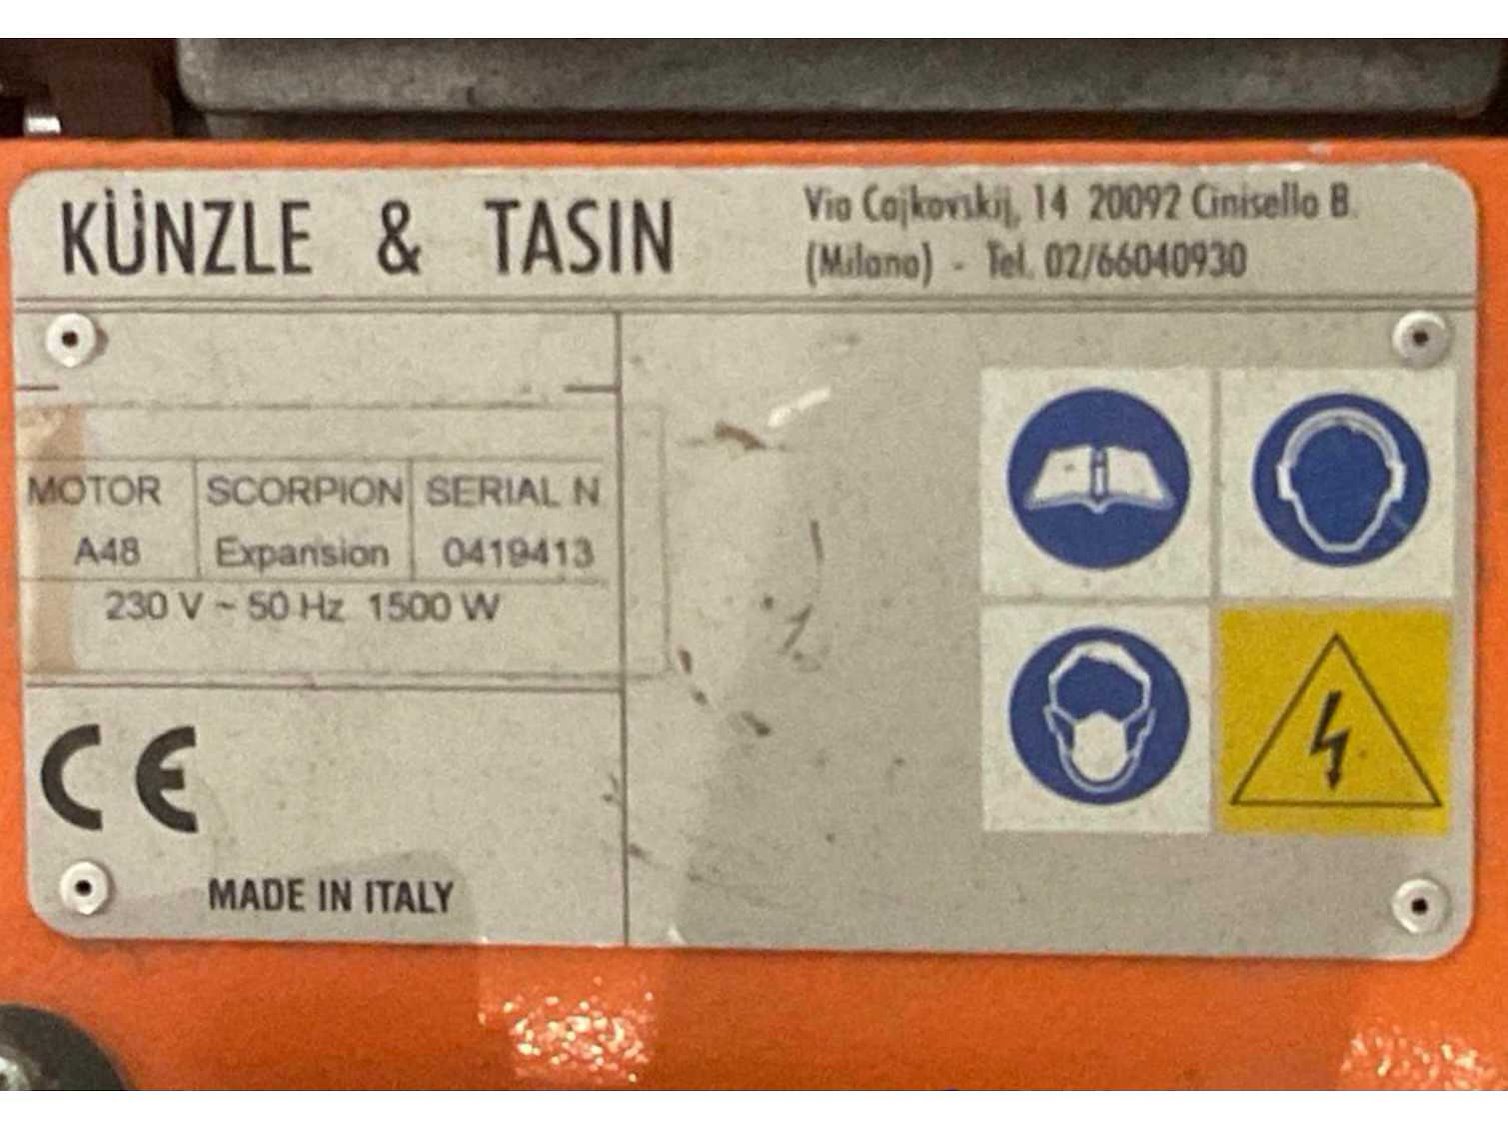 KÜNZLE & TASIN
Via Cajkovskij, 14 20092 Cinisello B.
(Milano) - Tel. 02/66040930
MOTOR SCORPION SERIAL N
A48 Expansion 0419413
230 V ~ 50 Hz 1500 W
CE
MADE IN ITALY